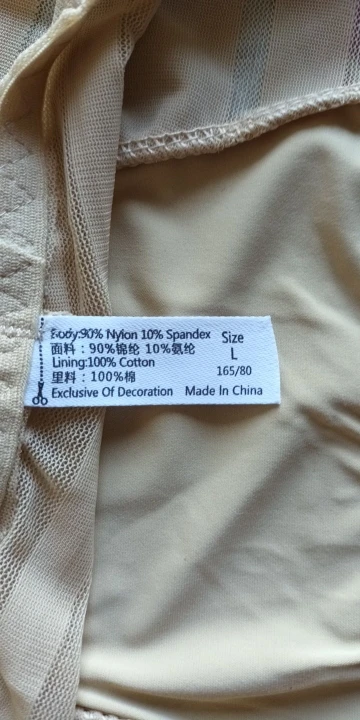 Body:90% Nylon 10% Spandex
面料：90%锦纶 10%氨纶
Lining:100% Cotton
里料：100%棉
Exclusive Of Decoration
Size
L
165/80
Made In China